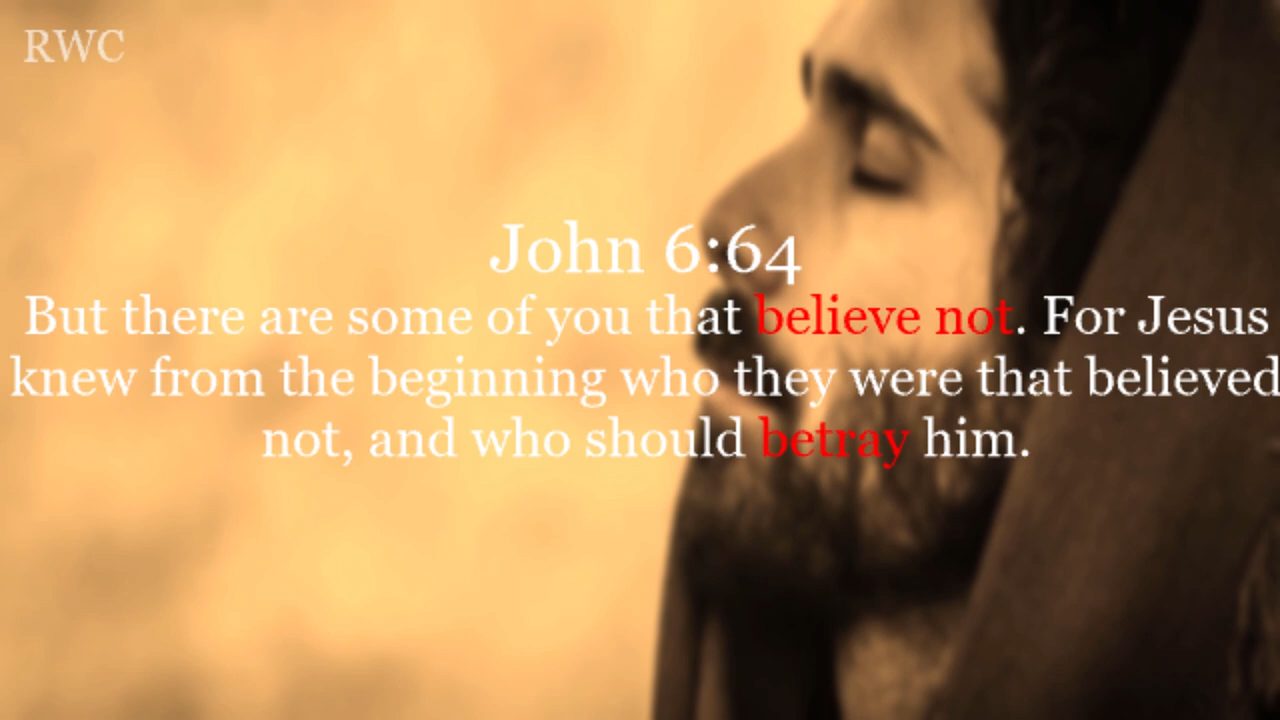 RWC
John 6:64
But there are some of you that believe not. For Jesus
knew from the beginning who they were that believed
not, and who should betray him.